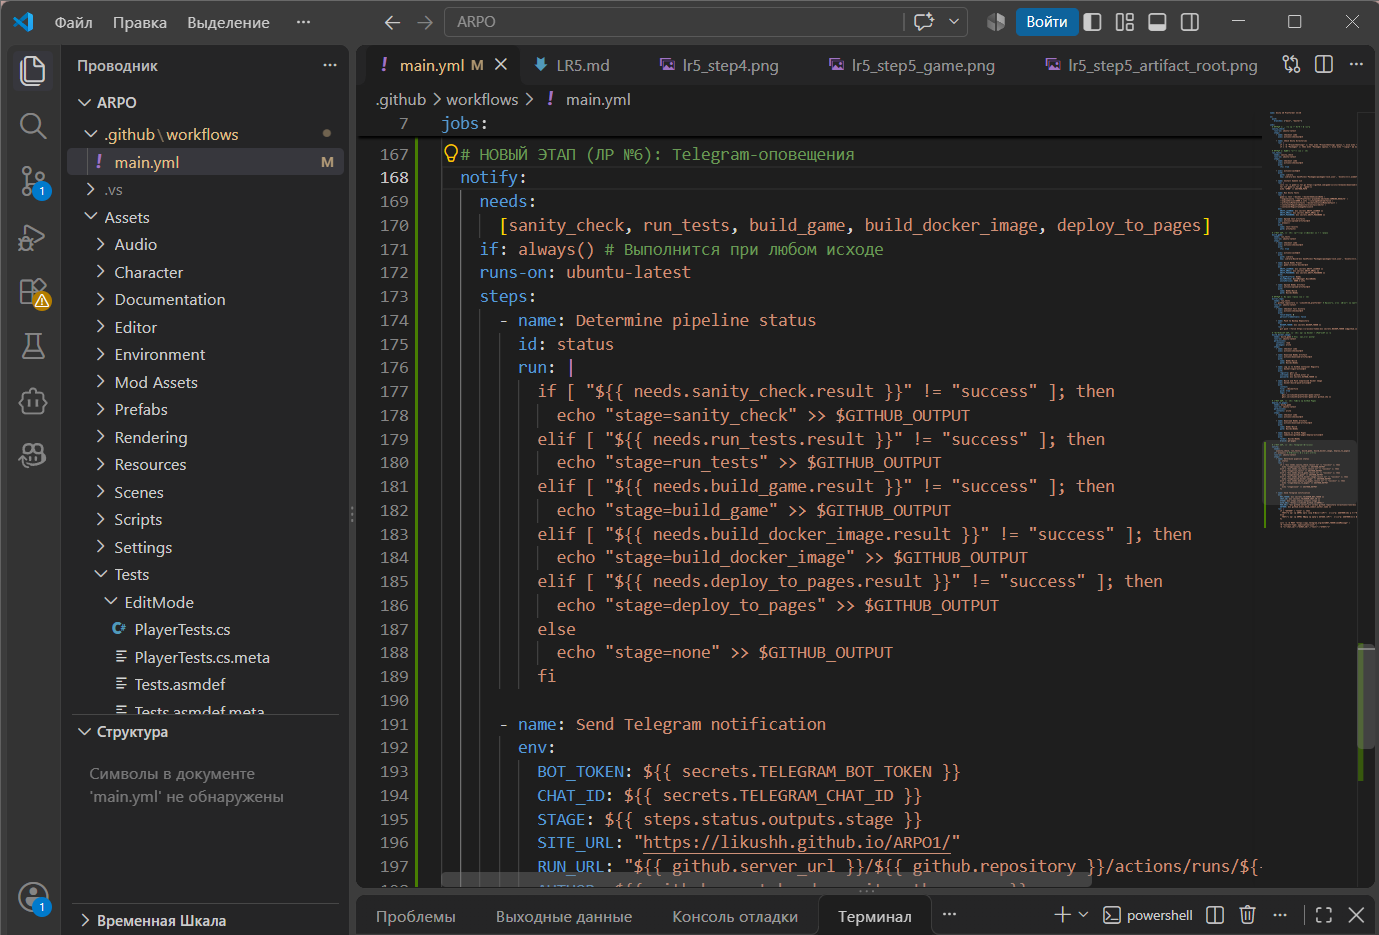 Файл Правка Выделение ··· ARPO Войти
Проводник ···
main.yml M LR5.md lr5_step4.png lr5_step5_game.png lr5_step5_artifact_root.png ···
ARPO
.github\workflows
main.yml M
.vs
Assets
Audio
Character
Documentation
Editor
Environment
Mod Assets
Prefabs
Rendering
Resources
Scenes
Scripts
Settings
Tests
EditMode
PlayerTests.cs
PlayerTests.cs.meta
Tests.asmdef
Tests.asmdef.meta
Структура
Символы в документе
'main.yml' не обнаружены
Временная Шкала
1
1
.github > workflows > ! main.yml
7 jobs:
167 # НОВЫЙ ЭТАП (ЛР №6): Telegram-оповещения
168 notify:
169 needs:
170 [sanity_check, run_tests, build_game, build_docker_image, deploy_to_pages]
171 if: always() # Выполнится при любом исходе
172 runs-on: ubuntu-latest
173 steps:
174 - name: Determine pipeline status
175 id: status
176 run: |
177 if [ "${{ needs.sanity_check.result }}" != "success" ]; then
178 echo "stage=sanity_check" >> $GITHUB_OUTPUT
179 elif [ "${{ needs.run_tests.result }}" != "success" ]; then
180 echo "stage=run_tests" >> $GITHUB_OUTPUT
181 elif [ "${{ needs.build_game.result }}" != "success" ]; then
182 echo "stage=build_game" >> $GITHUB_OUTPUT
183 elif [ "${{ needs.build_docker_image.result }}" != "success" ]; then
184 echo "stage=build_docker_image" >> $GITHUB_OUTPUT
185 elif [ "${{ needs.deploy_to_pages.result }}" != "success" ]; then
186 echo "stage=deploy_to_pages" >> $GITHUB_OUTPUT
187 else
188 echo "stage=none" >> $GITHUB_OUTPUT
189 fi
190
191 - name: Send Telegram notification
192 env:
193 BOT_TOKEN: ${{ secrets.TELEGRAM_BOT_TOKEN }}
194 CHAT_ID: ${{ secrets.TELEGRAM_CHAT_ID }}
195 STAGE: ${{ steps.status.outputs.stage }}
196 SITE_URL: "https://likushh.github.io/ARPO1/"
197 RUN_URL: "${{ github.server_url }}/${{ github.repository }}/actions/runs/${
Проблемы Выходные данные Консоль отладки Терминал ··· powershell ···